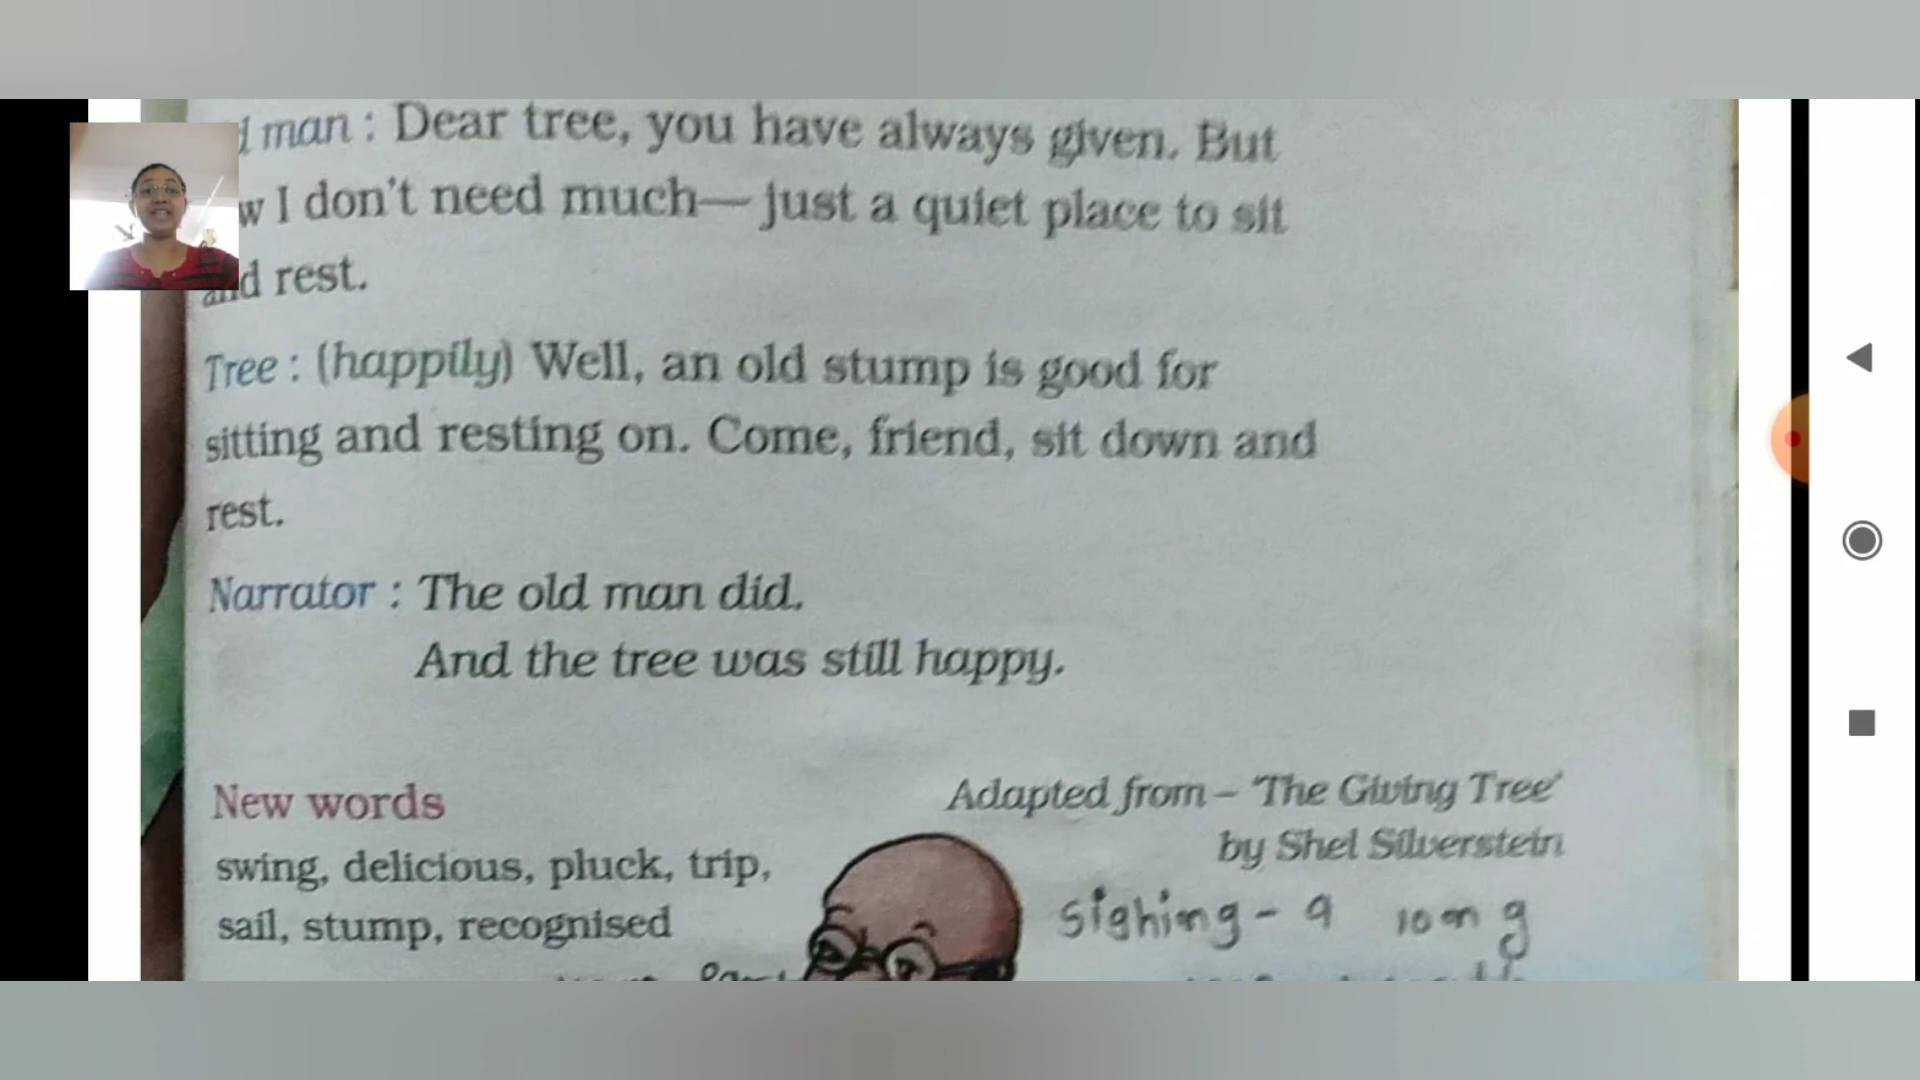 man : Dear tree, you have always given. But
w I don't need much—just a quiet place to sit
and rest.
Tree : (happily) Well, an old stump is good for
sitting and resting on. Come, friend, sit down and
rest.
Narrator : The old man did.
And the tree was still happy.
New words
swing, delicious, pluck, trip,
sail, stump, recognised
Adapted from – 'The Giving Tree'
by Shel Silverstein
sighing - a long